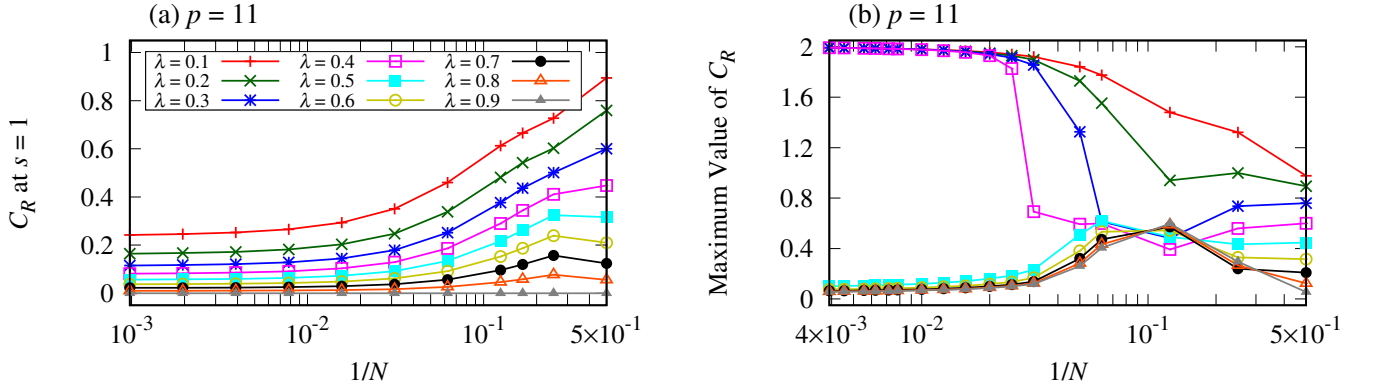 (a) p = 11
C_R at s = 1
1
0.8
0.6
0.4
0.2
0
λ = 0.1
λ = 0.2
λ = 0.3
λ = 0.4
λ = 0.5
λ = 0.6
λ = 0.7
λ = 0.8
λ = 0.9
10⁻³
10⁻²
10⁻¹
5×10⁻¹
1/N
(b) p = 11
Maximum Value of C_R
2
1.6
1.2
0.8
0.4
0
4×10⁻³
10⁻²
10⁻¹
5×10⁻¹
1/N